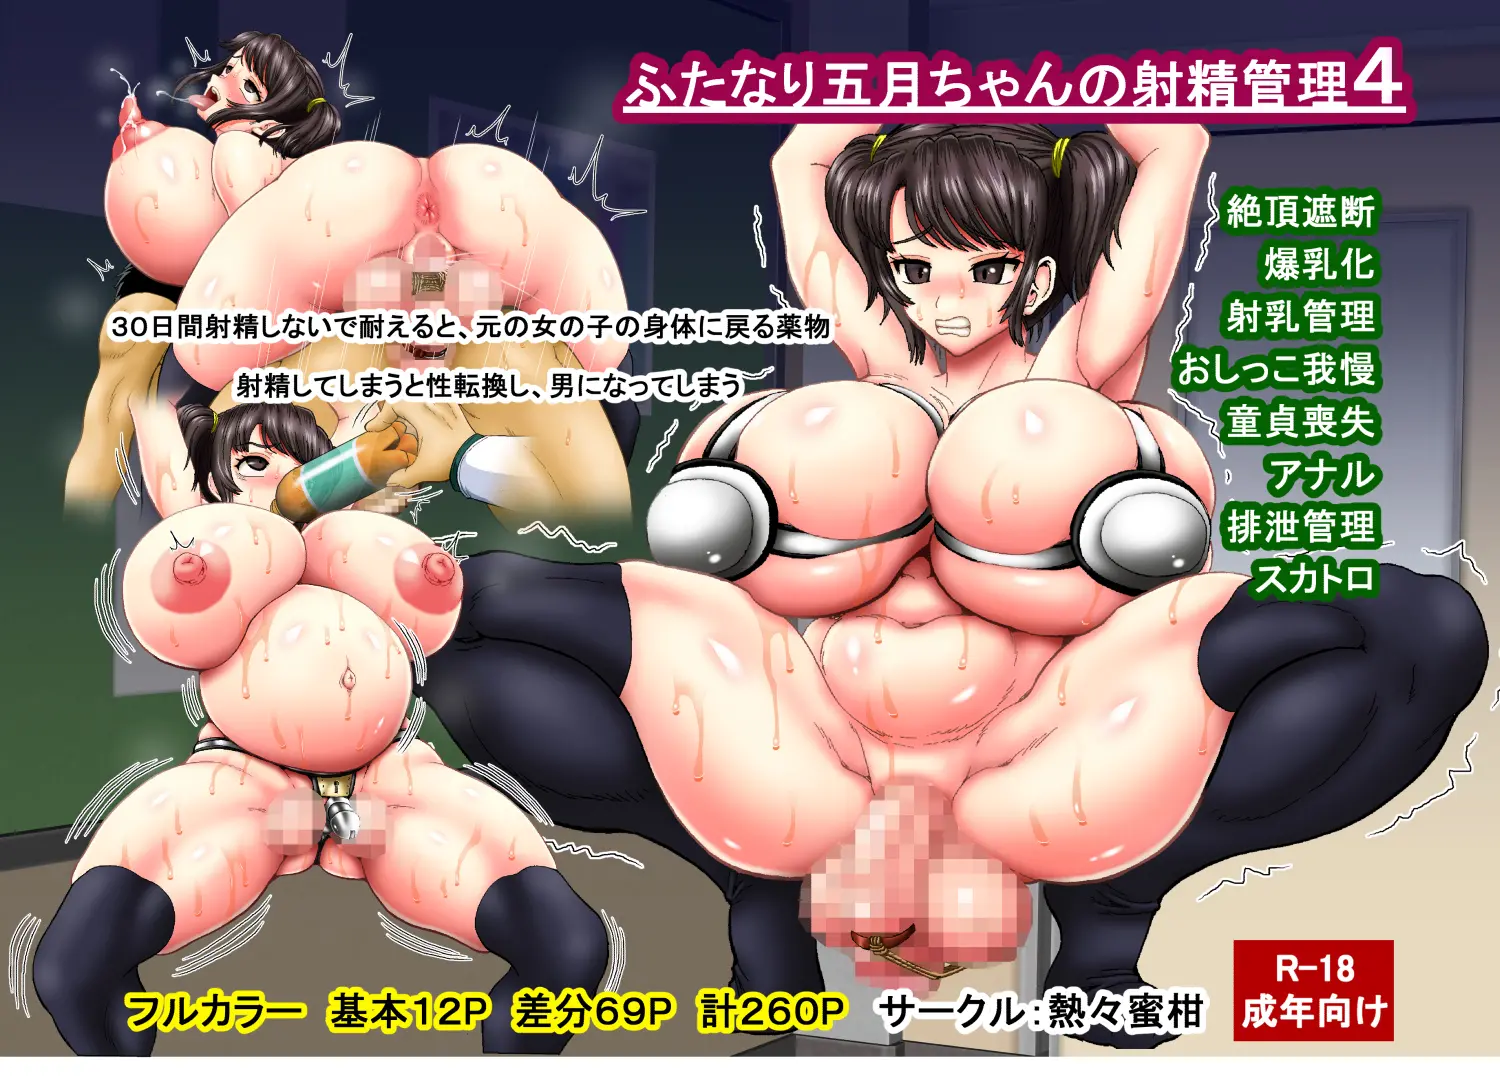 ふたなり五月ちゃんの射精管理4
絶頂遮断
爆乳化
射乳管理
おしっこ我慢
童貞喪失
アナル
排泄管理
スカトロ
30日間射精しないで耐えると、元の女の子の身体に戻る薬物
射精してしまうと性転換し、男になってしまう
フルカラー　基本12P　差分69P　計260P　サークル:熱々蜜柑
R-18
成年向け